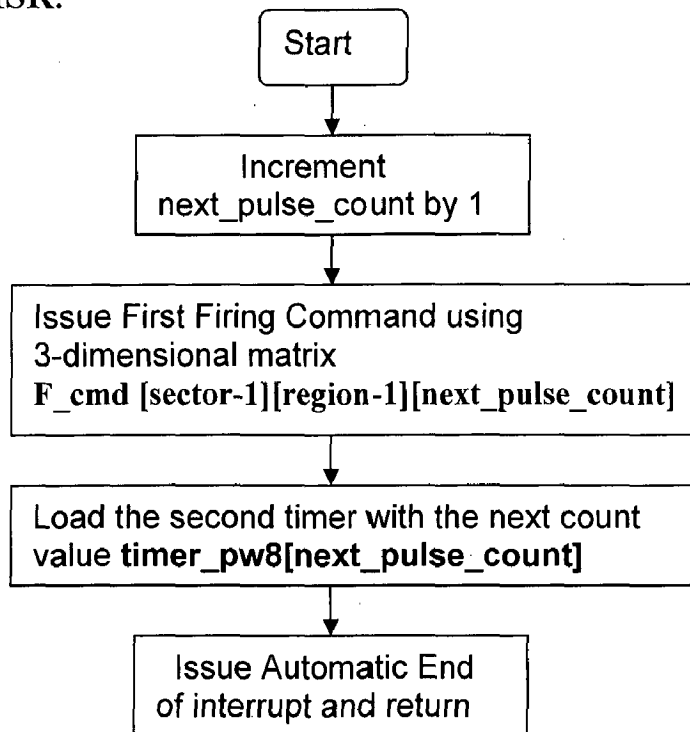 ISR:
Start
Increment
next_pulse_count by 1
Issue First Firing Command using
3-dimensional matrix
F_cmd [sector-1][region-1][next_pulse_count]
Load the second timer with the next count
value timer_pw8[next_pulse_count]
Issue Automatic End
of interrupt and return